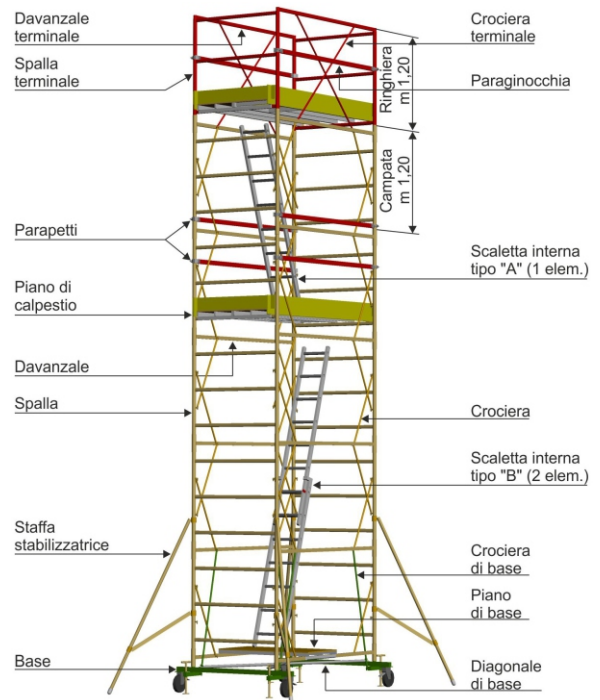 Davanzale
terminale
Spalla
terminale
Parapetti
Piano di
calpestio
Davanzale
Spalla
Staffa
stabilizzatrice
Base
Crociera
terminale
Ringhiera
m 1,20
Paraginocchia
Campata
m 1,20
Scaletta interna
tipo "A" (1 elem.)
Crociera
Scaletta interna
tipo "B" (2 elem.)
Crociera
di base
Piano
di base
Diagonale
di base